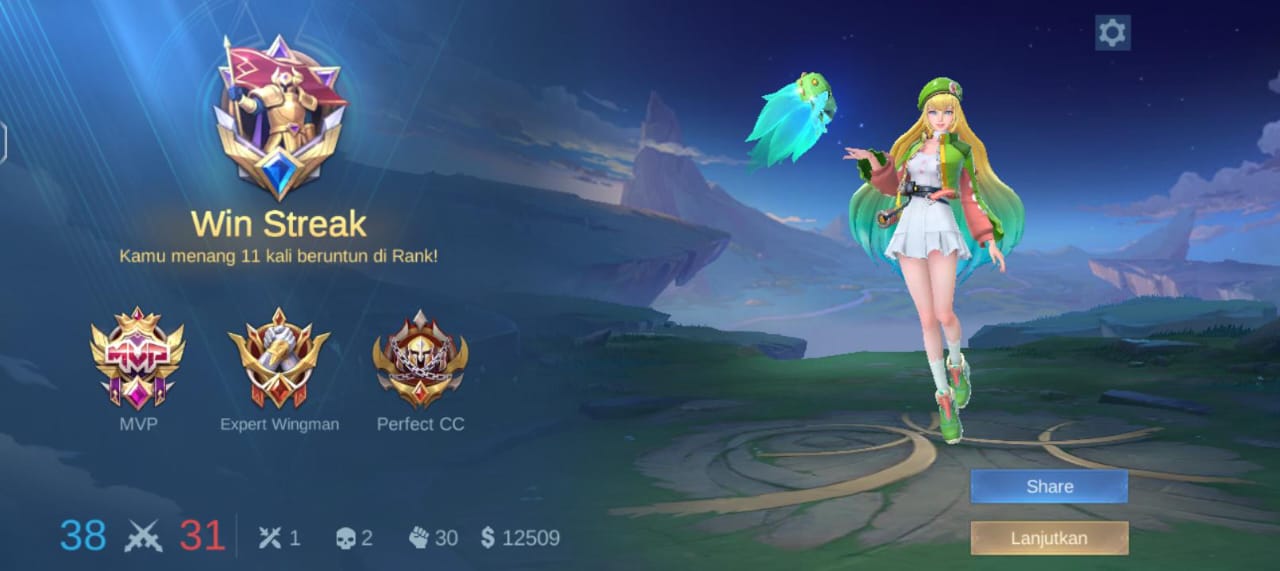 Win Streak
Kamu menang 11 kali beruntun di Rank!
MVP
MVP
Expert Wingman
Perfect CC
38 31 1 2 30 $ 12509
Share
Lanjutkan